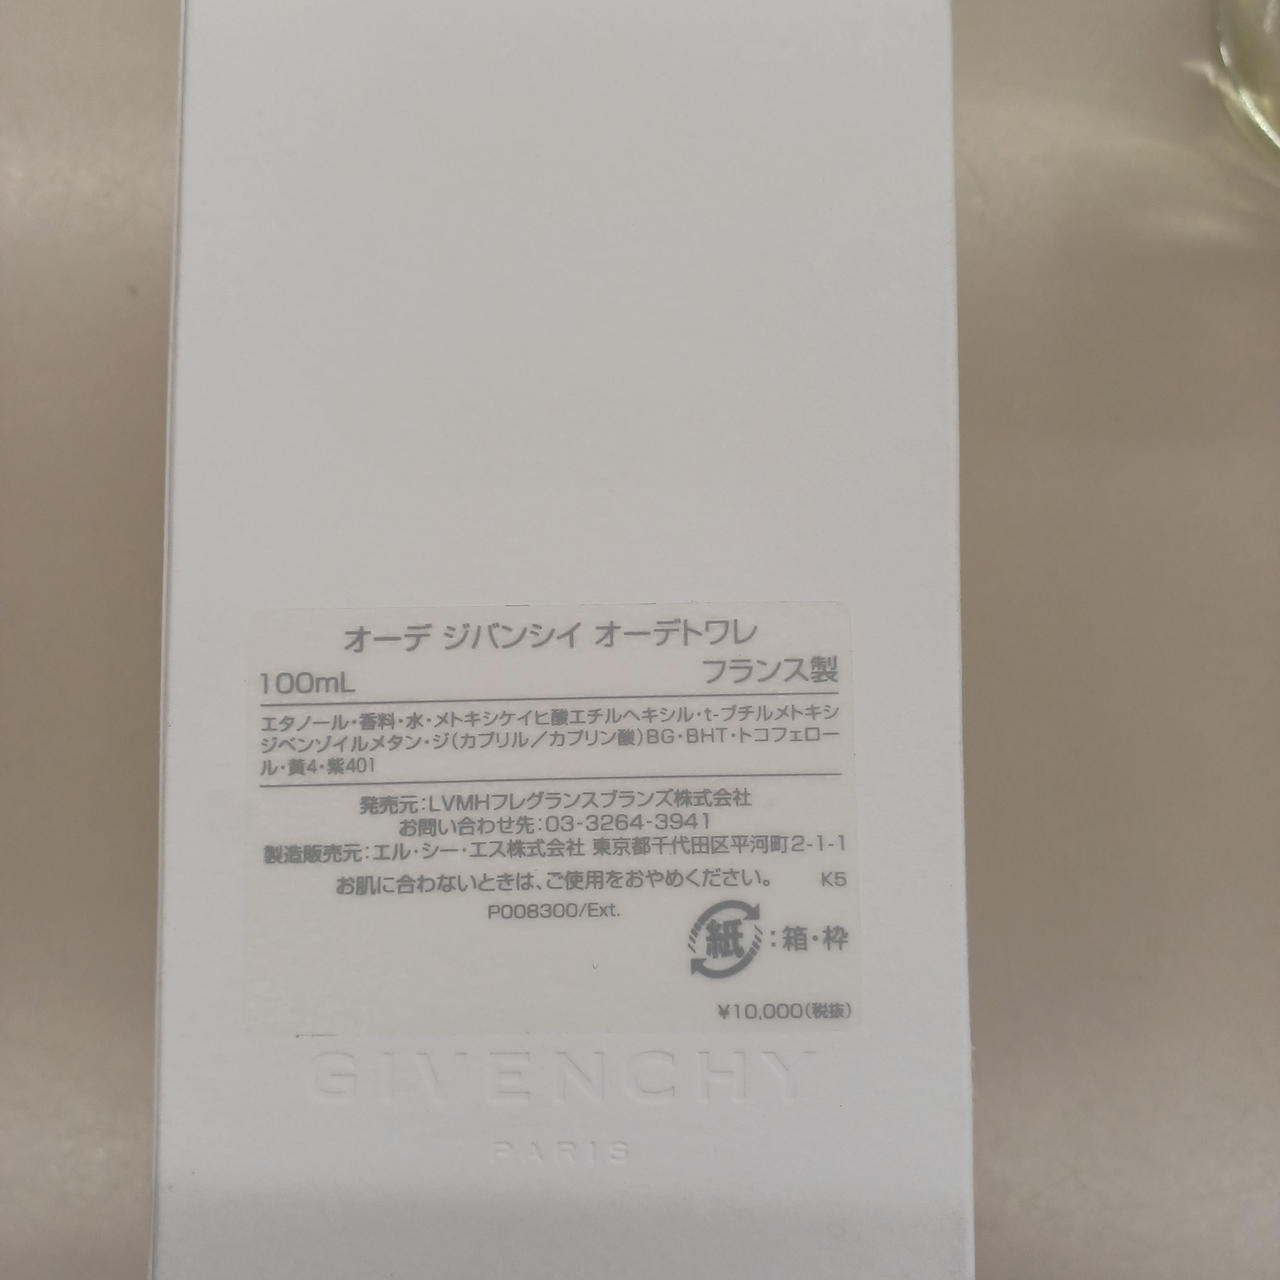 オーデ ジバンシイ オーデトワレ
100mL フランス製
エタノール・香料・水・メトキシケイヒ酸エチルヘキシル・t-ブチルメトキシ
ジベンゾイルメタン・ジ(カプリル／カプリン酸)BG・BHT・トコフェロー
ル・黄4・紫401
発売元:LVMHフレグランスブランズ株式会社
お問い合わせ先:03-3264-3941
製造販売元:エル・シー・エス株式会社 東京都千代田区平河町2-1-1
お肌に合わないときは、ご使用をおやめください。 K5
P008300/Ext.
紙:箱・枠
¥10,000(税抜)
GIVENCHY
PARIS